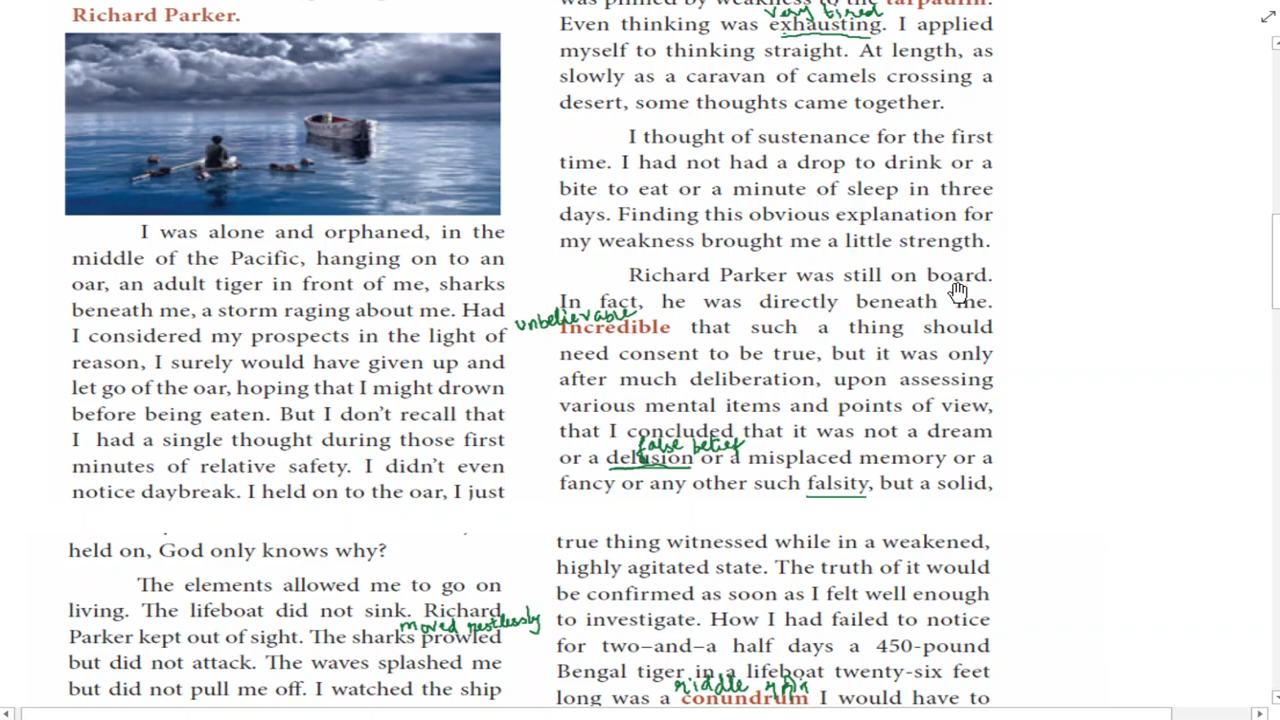 Richard Parker.
I was alone and orphaned, in the
middle of the Pacific, hanging on to an
oar, an adult tiger in front of me, sharks
beneath me, a storm raging about me. Had
I considered my prospects in the light of
reason, I surely would have given up and
let go of the oar, hoping that I might drown
before being eaten. But I don't recall that
I had a single thought during those first
minutes of relative safety. I didn't even
notice daybreak. I held on to the oar, I just
held on, God only knows why?
The elements allowed me to go on
living. The lifeboat did not sink. Richard
moved restlessly
Parker kept out of sight. The sharks prowled
but did not attack. The waves splashed me
but did not pull me off. I watched the ship
was pinned by weakness to the tarpaulin.
very tired
Even thinking was exhausting. I applied
myself to thinking straight. At length, as
slowly as a caravan of camels crossing a
desert, some thoughts came together.
I thought of sustenance for the first
time. I had not had a drop to drink or a
bite to eat or a minute of sleep in three
days. Finding this obvious explanation for
my weakness brought me a little strength.
Richard Parker was still on board.
In fact, he was directly beneath me.
unbelievable
Incredible that such a thing should
need consent to be true, but it was only
after much deliberation, upon assessing
various mental items and points of view,
that I concluded that it was not a dream
false belief
or a delusion or a misplaced memory or a
fancy or any other such falsity, but a solid,
true thing witnessed while in a weakened,
highly agitated state. The truth of it would
be confirmed as soon as I felt well enough
to investigate. How I had failed to notice
for two–and–a half days a 450-pound
Bengal tiger in a lifeboat twenty-six feet
riddle
long was a conundrum I would have to